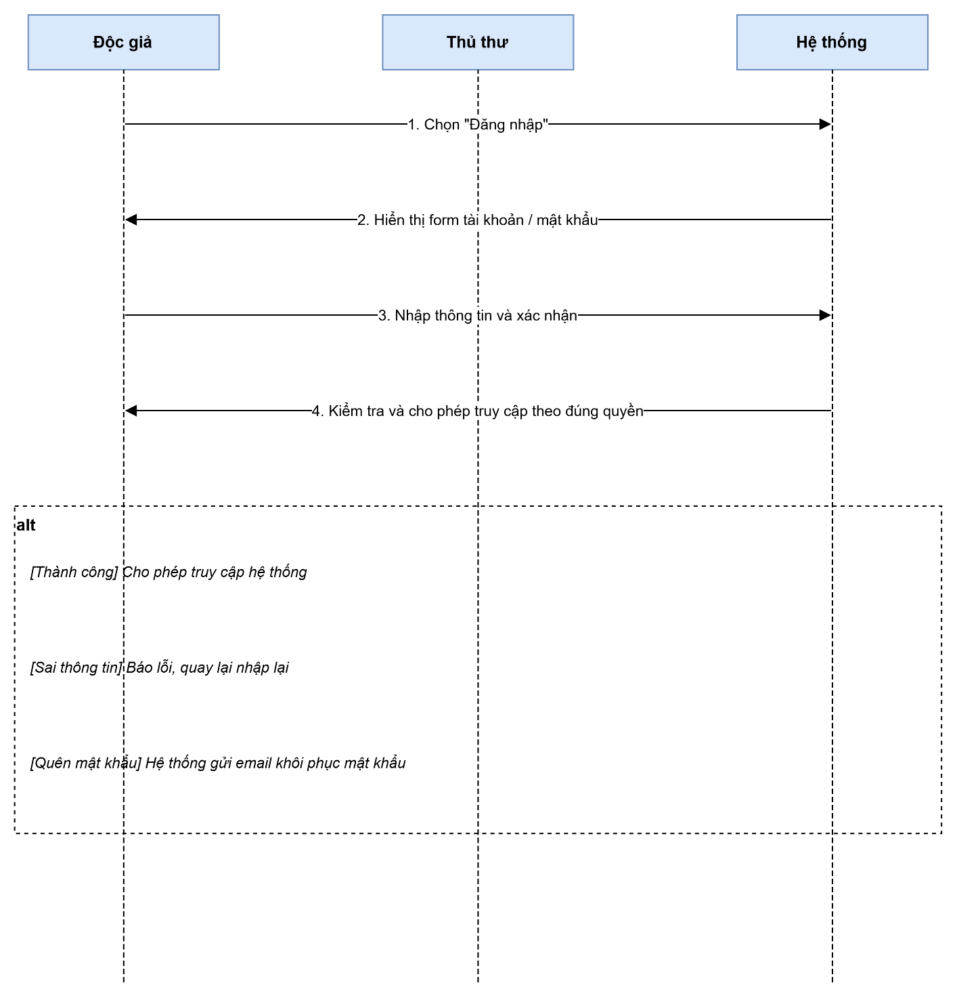 Độc giả
Thủ thư
Hệ thống
1. Chọn "Đăng nhập"
2. Hiển thị form tài khoản / mật khẩu
3. Nhập thông tin và xác nhận
4. Kiểm tra và cho phép truy cập theo đúng quyền
alt
[Thành công] Cho phép truy cập hệ thống
[Sai thông tin] Báo lỗi, quay lại nhập lại
[Quên mật khẩu] Hệ thống gửi email khôi phục mật khẩu